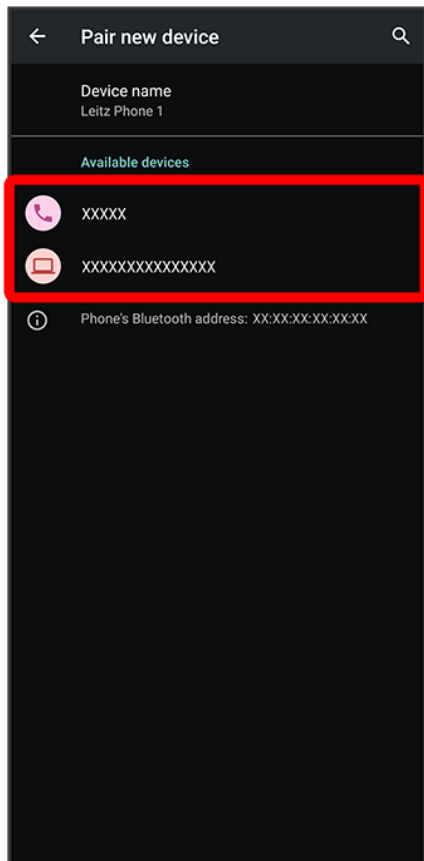 Pair new device
Device name
Leitz Phone 1
Available devices
XXXXX
XXXXXXXXXXXXXXX
Phone's Bluetooth address: XX:XX:XX:XX:XX:XX